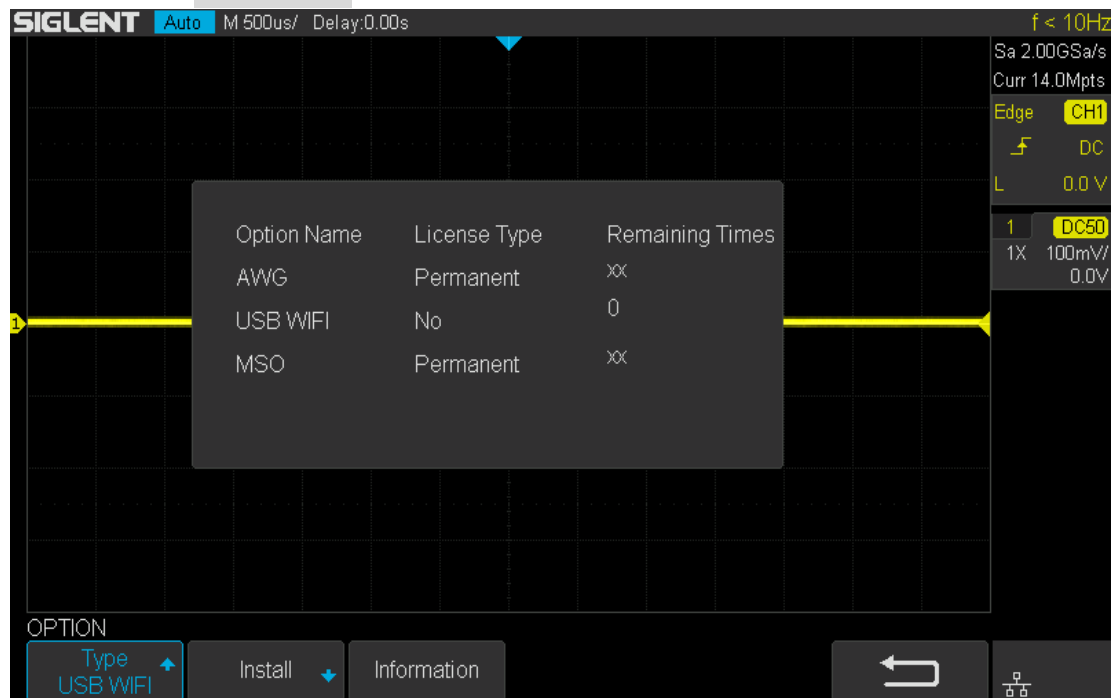 SIGLENT Auto M 500us/ Delay:0.00s f < 10Hz
Sa 2.00GSa/s
Curr 14.0Mpts
Edge CH1
DC
L 0.0 V
1 DC50
1X 100mV/
0.0V
Option Name License Type Remaining Times
AWG Permanent xx
USB WIFI No 0
MSO Permanent xx
1
OPTION
Type
USB WIFI
Install
Information